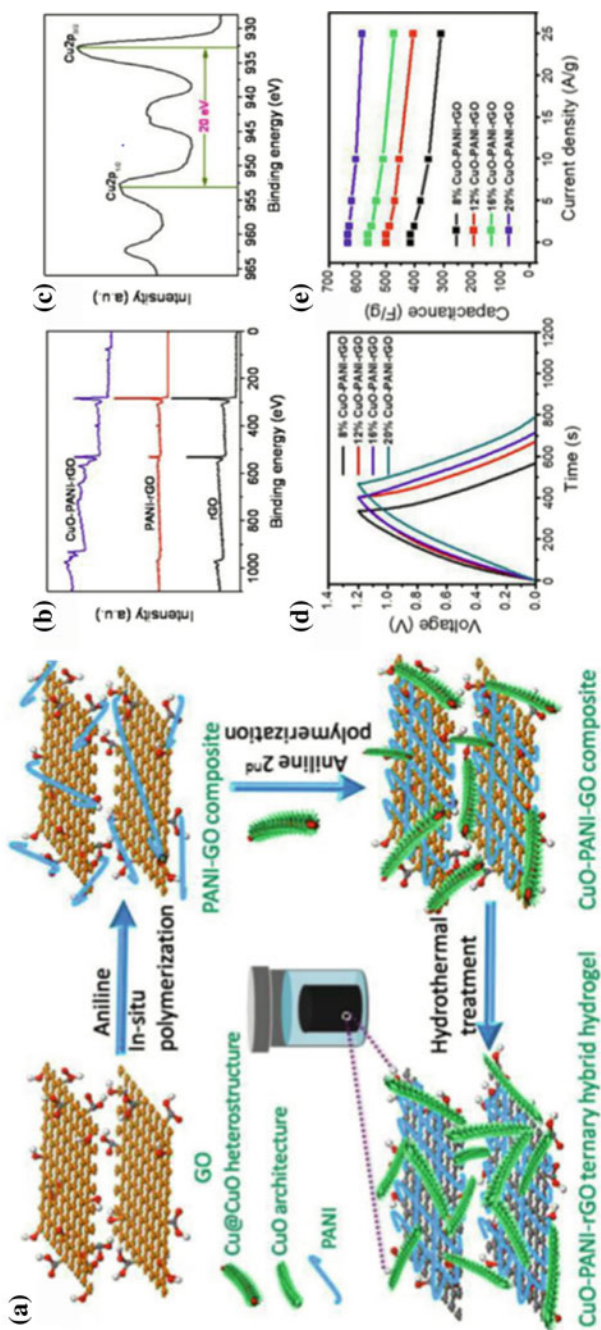 (a)
GO
Aniline
In-situ
polymerization
PANI-GO composite
Aniline 2nd
polymerization
CuO-PANI-GO composite
Hydrothermal
treatment
CuO-PANI-rGO ternary hybrid hydrogel
Cu@CuO heterostructure
CuO architecture
PANI
(b)
Intensity (a.u.)
CuO-PANI-rGO
PANI-rGO
rGO
1000 800 600 400 200 0
Binding energy (eV)
(c)
Intensity (a.u.)
Cu2p1/2
Cu2p3/2
20 eV
965 960 955 950 945 940 935 930
Binding energy (eV)
(d)
Voltage (V)
1.4
1.2
1.0
0.8
0.6
0.4
0.2
0.0
8% CuO-PANI-rGO
12% CuO-PANI-rGO
16% CuO-PANI-rGO
20% CuO-PANI-rGO
0 200 400 600 800 1000 1200
Time (s)
(e)
Capacitance (F/g)
700
600
500
400
300
200
100
8% CuO-PANI-rGO
12% CuO-PANI-rGO
16% CuO-PANI-rGO
20% CuO-PANI-rGO
0 5 10 15 20 25
Current density (A/g)